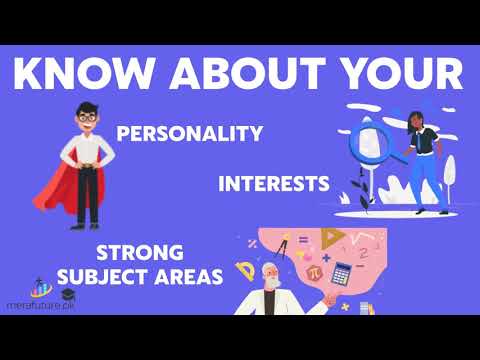 KNOW ABOUT YOUR
PERSONALITY
INTERESTS
STRONG
SUBJECT AREAS
merafuture.pk